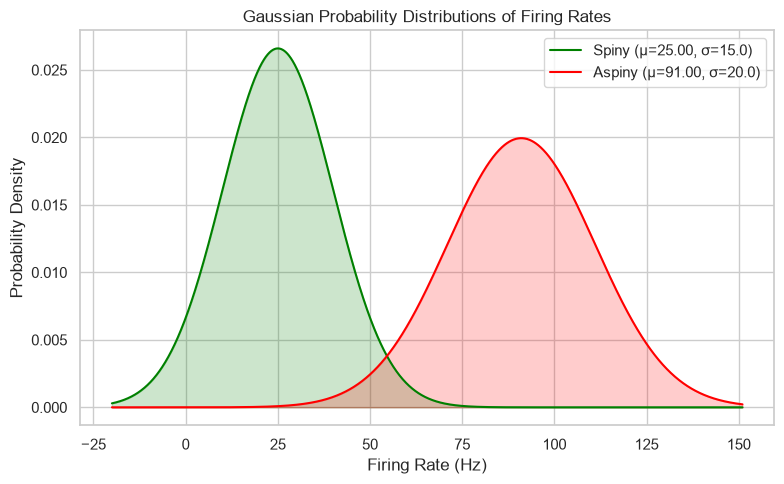 Gaussian Probability Distributions of Firing Rates
Spiny (μ=25.00, σ=15.0)
Aspiny (μ=91.00, σ=20.0)
Probability Density
0.025
0.020
0.015
0.010
0.005
0.000
−25 0 25 50 75 100 125 150
Firing Rate (Hz)